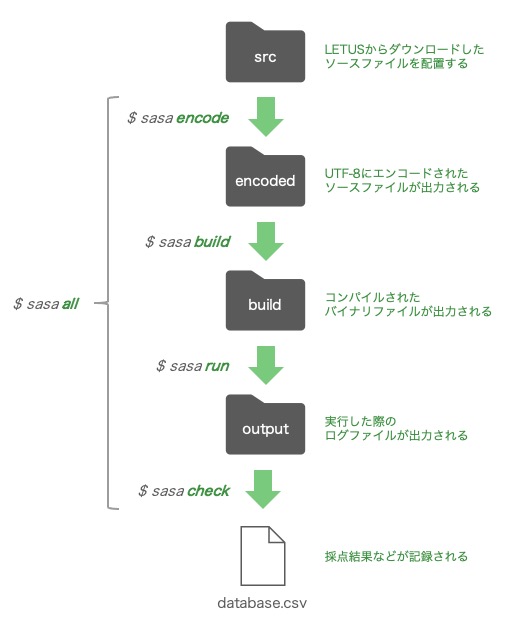 src
LETUSからダウンロードした
ソースファイルを配置する
$ sasa encode
encoded
UTF-8にエンコードされた
ソースファイルが出力される
$ sasa build
build
コンパイルされた
バイナリファイルが出力される
$ sasa all
$ sasa run
output
実行した際の
ログファイルが出力される
$ sasa check
採点結果などが記録される
database.csv